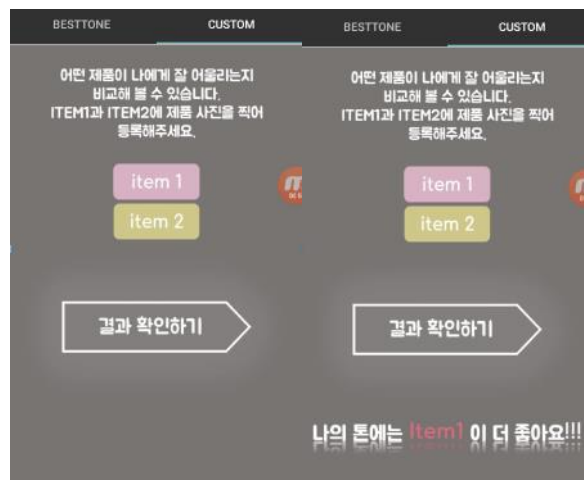 BESTTONE CUSTOM
어떤 제품이 나에게 잘 어울리는지
비교해 볼 수 있습니다.
ITEM1과 ITEM2에 제품 사진을 찍어
등록해주세요.
item 1
item 2
결과 확인하기
BESTTONE CUSTOM
어떤 제품이 나에게 잘 어울리는지
비교해 볼 수 있습니다.
ITEM1과 ITEM2에 제품 사진을 찍어
등록해주세요.
item 1
item 2
결과 확인하기
나의 톤에는 Item1 이 더 좋아요!!!